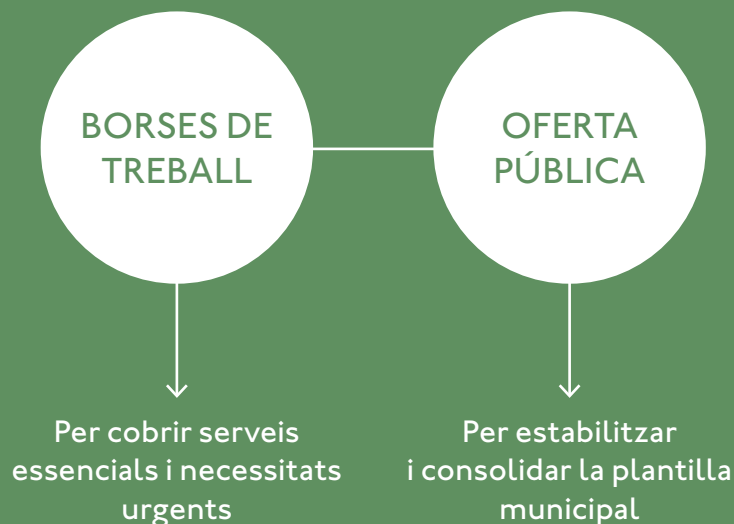 BORSES DE
TREBALL
OFERTA
PÚBLICA
Per cobrir serveis
essencials i necessitats
urgents
Per estabilitzar
i consolidar la plantilla
municipal